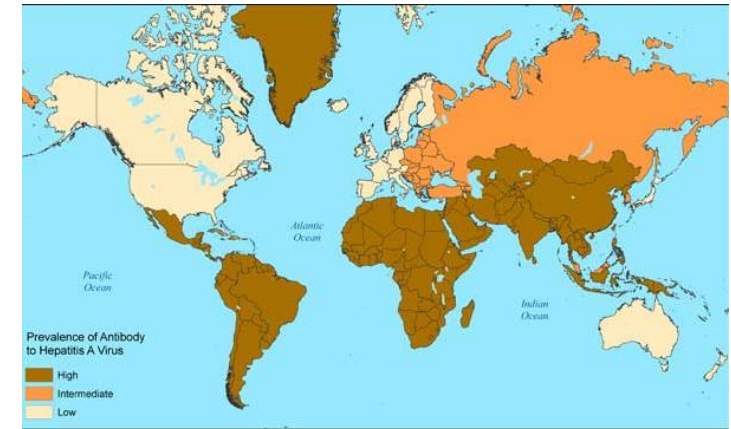 Atlantic
Ocean
Pacific
Ocean
Indian
Ocean
Prevalence of Antibody
to Hepatitis A Virus
High
Intermediate
Low